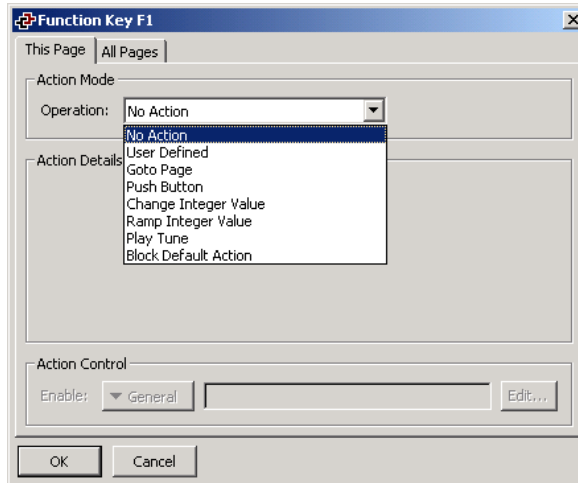 Function Key F1
This Page All Pages
Action Mode
Operation: No Action
No Action
User Defined
Action Details
Goto Page
Push Button
Change Integer Value
Ramp Integer Value
Play Tune
Block Default Action
Action Control
Enable: General Edit...
OK Cancel